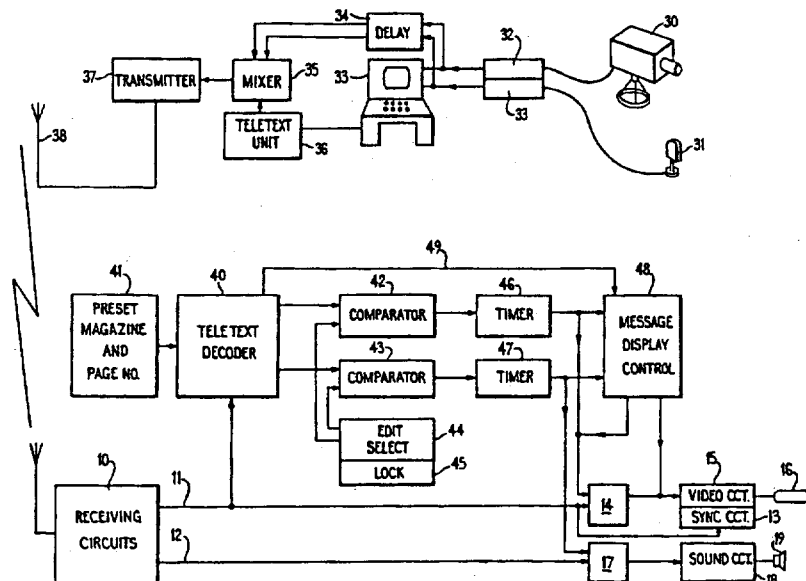 34
DELAY
30
32
33
37
TRANSMITTER
MIXER
35
33
TELETEXT
UNIT
36
38
31
49
41
40
42
46
48
PRESET
MAGAZINE
AND
PAGE NO.
TELETEXT
DECODER
COMPARATOR
TIMER
MESSAGE
DISPLAY
CONTROL
43
47
COMPARATOR
TIMER
EDIT
SELECT
44
LOCK
45
10
RECEIVING
CIRCUITS
11
12
14
15
VIDEO CCT.
SYNC CCT.
13
16
17
SOUND CCT.
18
19